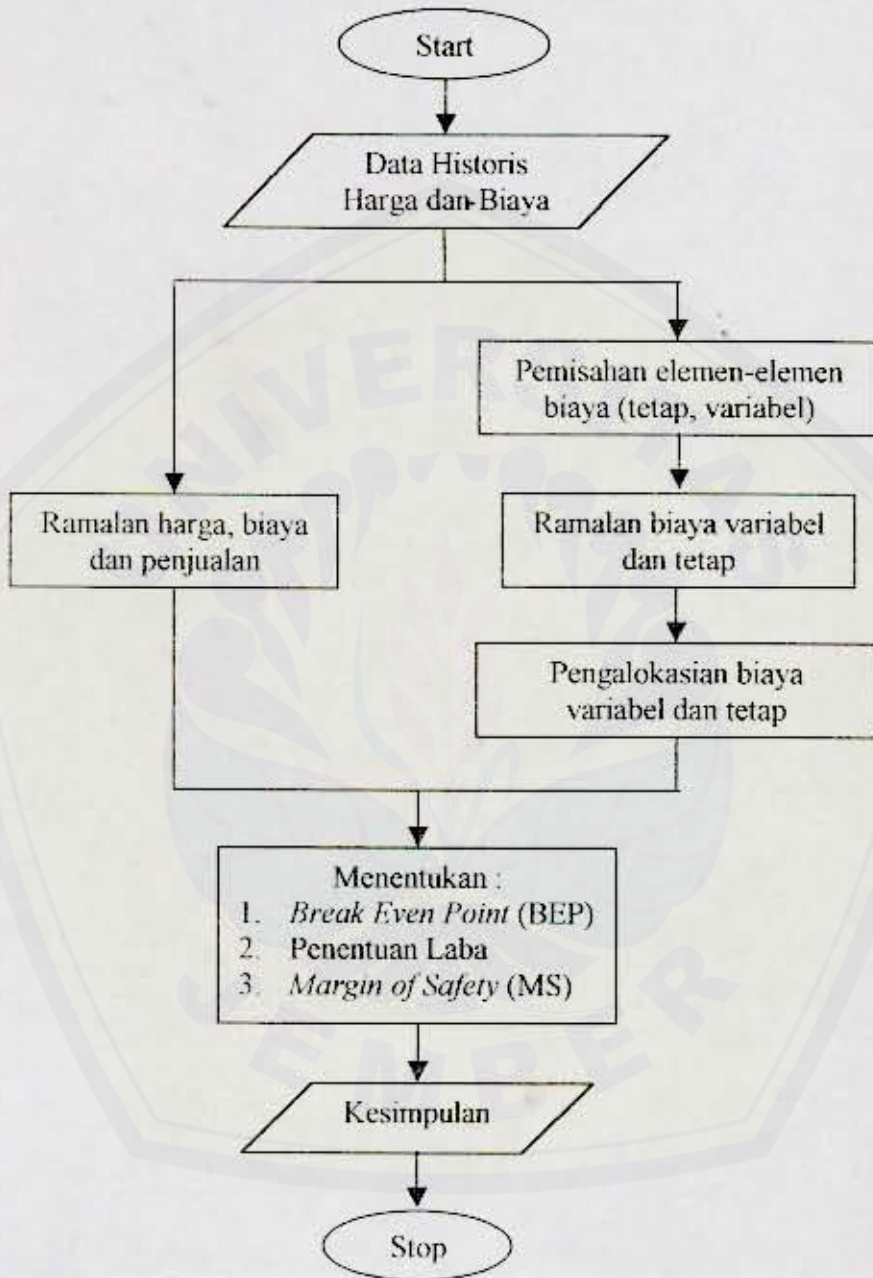 Start
Data Historis
Harga dan Biaya
Pemisahan elemen-elemen
biaya (tetap, variabel)
Ramalan harga, biaya
dan penjualan
Ramalan biaya variabel
dan tetap
Pengalokasian biaya
variabel dan tetap
Menentukan :
1. Break Even Point (BEP)
2. Penentuan Laba
3. Margin of Safety (MS)
Kesimpulan
Stop
UNIVERSITAS
JEMBER